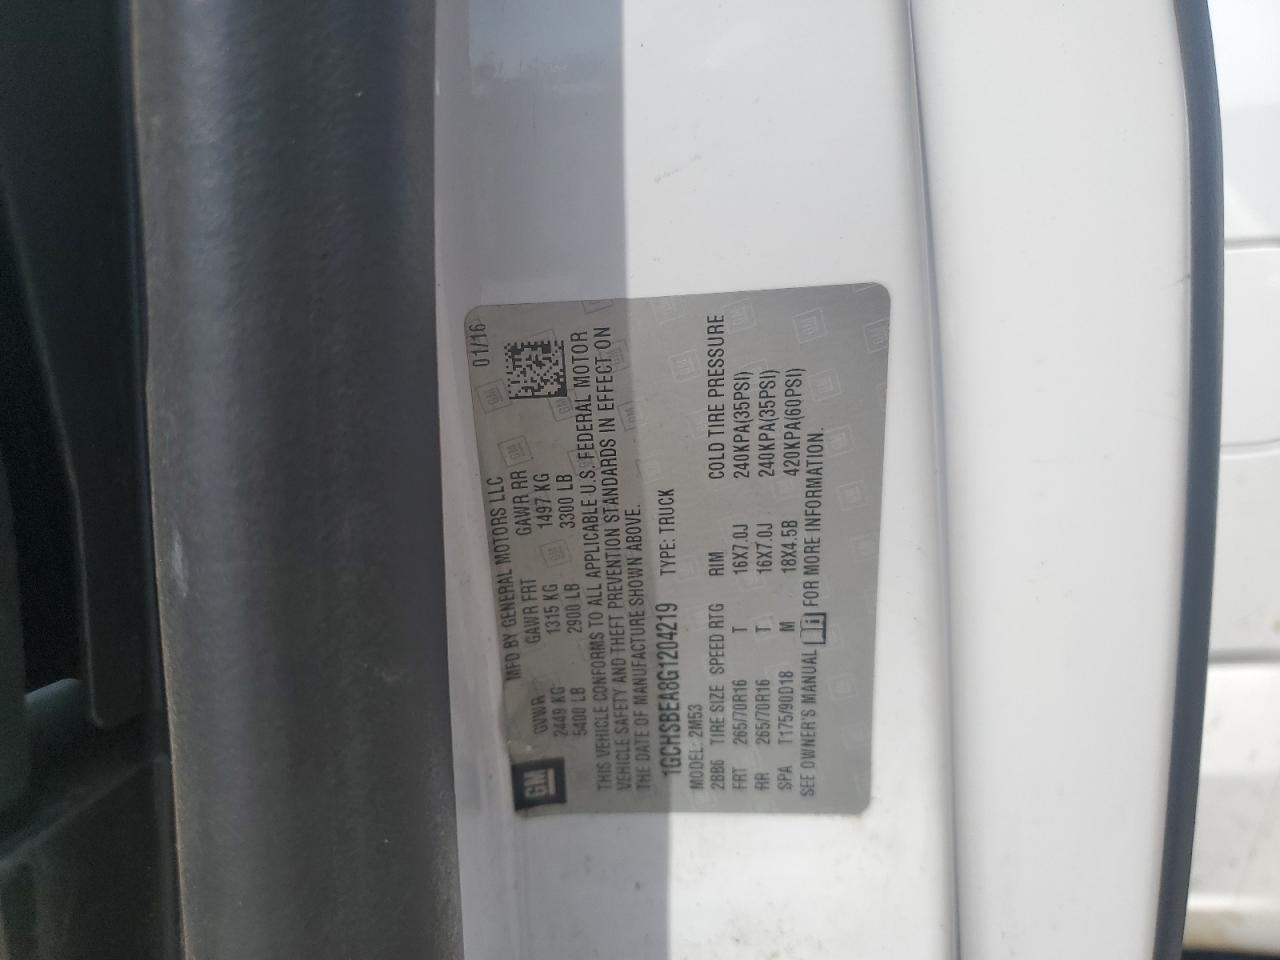 MFD BY GENERAL MOTORS LLC 01/16
GM
GVWR GAWR FRT GAWR RR
2449 KG 1315 KG 1497 KG
5400 LB 2900 LB 3300 LB
THIS VEHICLE CONFORMS TO ALL APPLICABLE U.S. FEDERAL MOTOR
VEHICLE SAFETY AND THEFT PREVENTION STANDARDS IN EFFECT ON
THE DATE OF MANUFACTURE SHOWN ABOVE.
1GCHSBEA8G1204219 TYPE: TRUCK
MODEL: 2M53
2BB6 TIRE SIZE SPEED RTG RIM COLD TIRE PRESSURE
FRT 265/70R16 T 16X7.0J 240KPA(35PSI)
RR 265/70R16 T 16X7.0J 240KPA(35PSI)
SPA T175/90D18 M 18X4.5B 420KPA(60PSI)
SEE OWNER'S MANUAL FOR MORE INFORMATION.